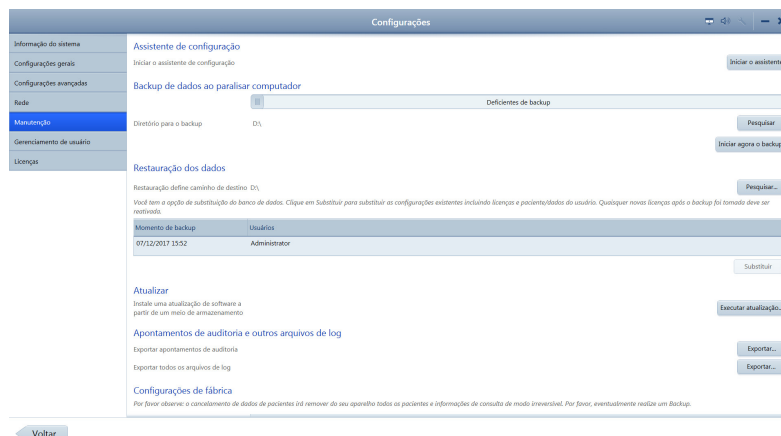 Configurações
Informação do sistema
Configurações gerais
Configurações avançadas
Rede
Manutenção
Gerenciamento de usuário
Licenças
Assistente de configuração
Iniciar o assistente de configuração
Iniciar o assistente
Backup de dados ao paralisar computador
Deficientes de backup
Diretório para o backup D:\
Pesquisar
Iniciar agora o backup
Restauração dos dados
Restauração define caminho de destino D:\
Pesquisar...
Você tem a opção de substituição do banco de dados. Clique em Substituir para substituir as configurações existentes incluindo licenças e paciente/dados do usuário. Quaisquer novas licenças após o backup foi tomada deve ser
reativada.
Momento de backup Usuários
07/12/2017 15:52 Administrator
Substituir
Atualizar
Instale uma atualização de software a
partir de um meio de armazenamento
Executar atualização..
Apontamentos de auditoria e outros arquivos de log
Exportar apontamentos de auditoria
Exportar...
Exportar todos os arquivos de log
Exportar...
Configurações de fábrica
Por favor observe: o cancelamento de dados de pacientes irá remover do seu aparelho todos os pacientes e informações de consulta de modo irreversível. Por favor, eventualmente realize um Backup.
Voltar